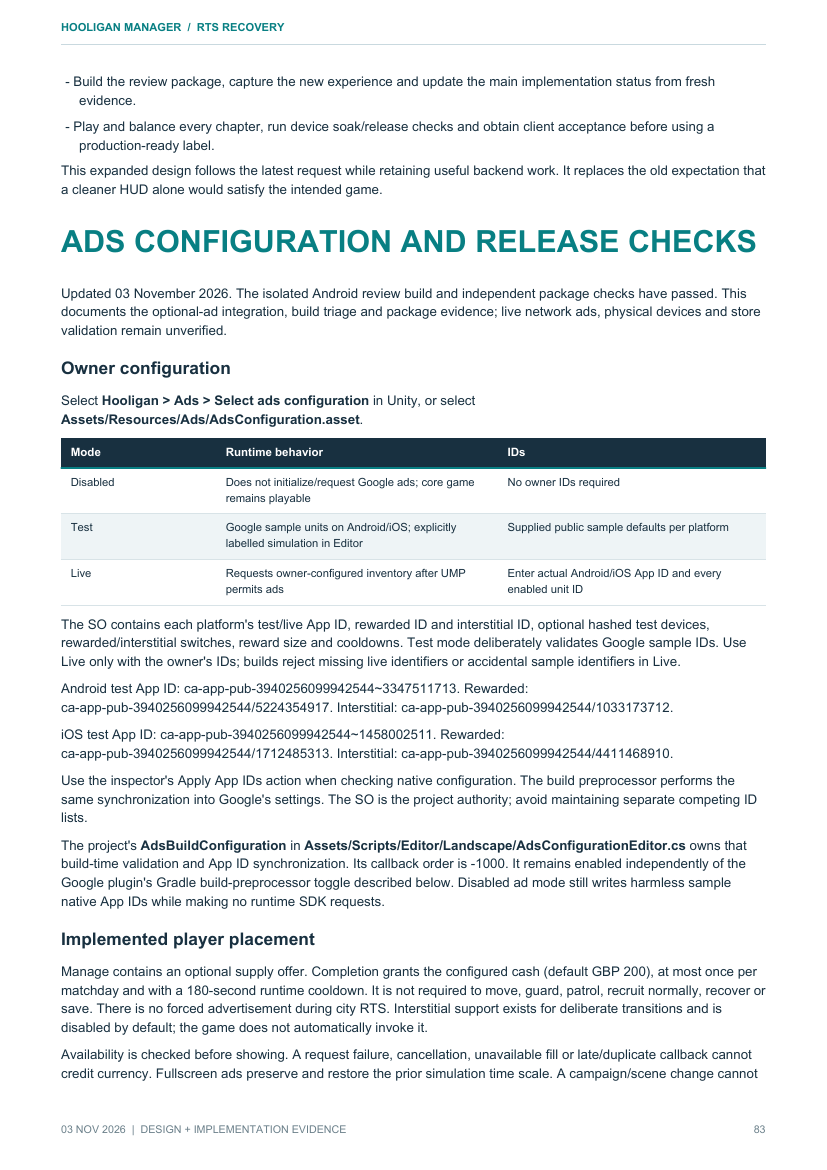 HOOLIGAN MANAGER / RTS RECOVERY
- Build the review package, capture the new experience and update the main implementation status from fresh
evidence.
- Play and balance every chapter, run device soak/release checks and obtain client acceptance before using a
production-ready label.
This expanded design follows the latest request while retaining useful backend work. It replaces the old expectation that
a cleaner HUD alone would satisfy the intended game.
ADS CONFIGURATION AND RELEASE CHECKS
Updated 03 November 2026. The isolated Android review build and independent package checks have passed. This
documents the optional-ad integration, build triage and package evidence; live network ads, physical devices and store
validation remain unverified.
Owner configuration
Select Hooligan > Ads > Select ads configuration in Unity, or select
Assets/Resources/Ads/AdsConfiguration.asset.
Mode Runtime behavior IDs
Disabled Does not initialize/request Google ads; core game No owner IDs required
remains playable
Test Google sample units on Android/iOS; explicitly Supplied public sample defaults per platform
labelled simulation in Editor
Live Requests owner-configured inventory after UMP Enter actual Android/iOS App ID and every
permits ads enabled unit ID
The SO contains each platform's test/live App ID, rewarded ID and interstitial ID, optional hashed test devices,
rewarded/interstitial switches, reward size and cooldowns. Test mode deliberately validates Google sample IDs. Use
Live only with the owner's IDs; builds reject missing live identifiers or accidental sample identifiers in Live.
Android test App ID: ca-app-pub-3940256099942544~3347511713. Rewarded:
ca-app-pub-3940256099942544/5224354917. Interstitial: ca-app-pub-3940256099942544/1033173712.
iOS test App ID: ca-app-pub-3940256099942544~1458002511. Rewarded:
ca-app-pub-3940256099942544/1712485313. Interstitial: ca-app-pub-3940256099942544/4411468910.
Use the inspector's Apply App IDs action when checking native configuration. The build preprocessor performs the
same synchronization into Google's settings. The SO is the project authority; avoid maintaining separate competing ID
lists.
The project's AdsBuildConfiguration in Assets/Scripts/Editor/Landscape/AdsConfigurationEditor.cs owns that
build-time validation and App ID synchronization. Its callback order is -1000. It remains enabled independently of the
Google plugin's Gradle build-preprocessor toggle described below. Disabled ad mode still writes harmless sample
native App IDs while making no runtime SDK requests.
Implemented player placement
Manage contains an optional supply offer. Completion grants the configured cash (default GBP 200), at most once per
matchday and with a 180-second runtime cooldown. It is not required to move, guard, patrol, recruit normally, recover or
save. There is no forced advertisement during city RTS. Interstitial support exists for deliberate transitions and is
disabled by default; the game does not automatically invoke it.
Availability is checked before showing. A request failure, cancellation, unavailable fill or late/duplicate callback cannot
credit currency. Fullscreen ads preserve and restore the prior simulation time scale. A campaign/scene change cannot
03 NOV 2026 | DESIGN + IMPLEMENTATION EVIDENCE 83